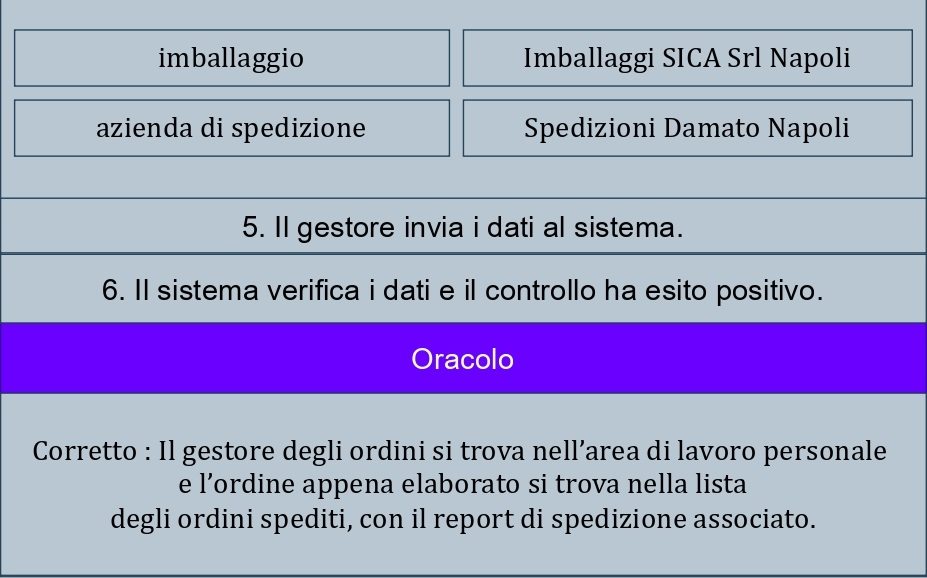 imballaggio
Imballaggi SICA Srl Napoli
azienda di spedizione
Spedizioni Damato Napoli
5. Il gestore invia i dati al sistema.
6. Il sistema verifica i dati e il controllo ha esito positivo.
Oracolo
Corretto : Il gestore degli ordini si trova nell’area di lavoro personale
e l’ordine appena elaborato si trova nella lista
degli ordini spediti, con il report di spedizione associato.